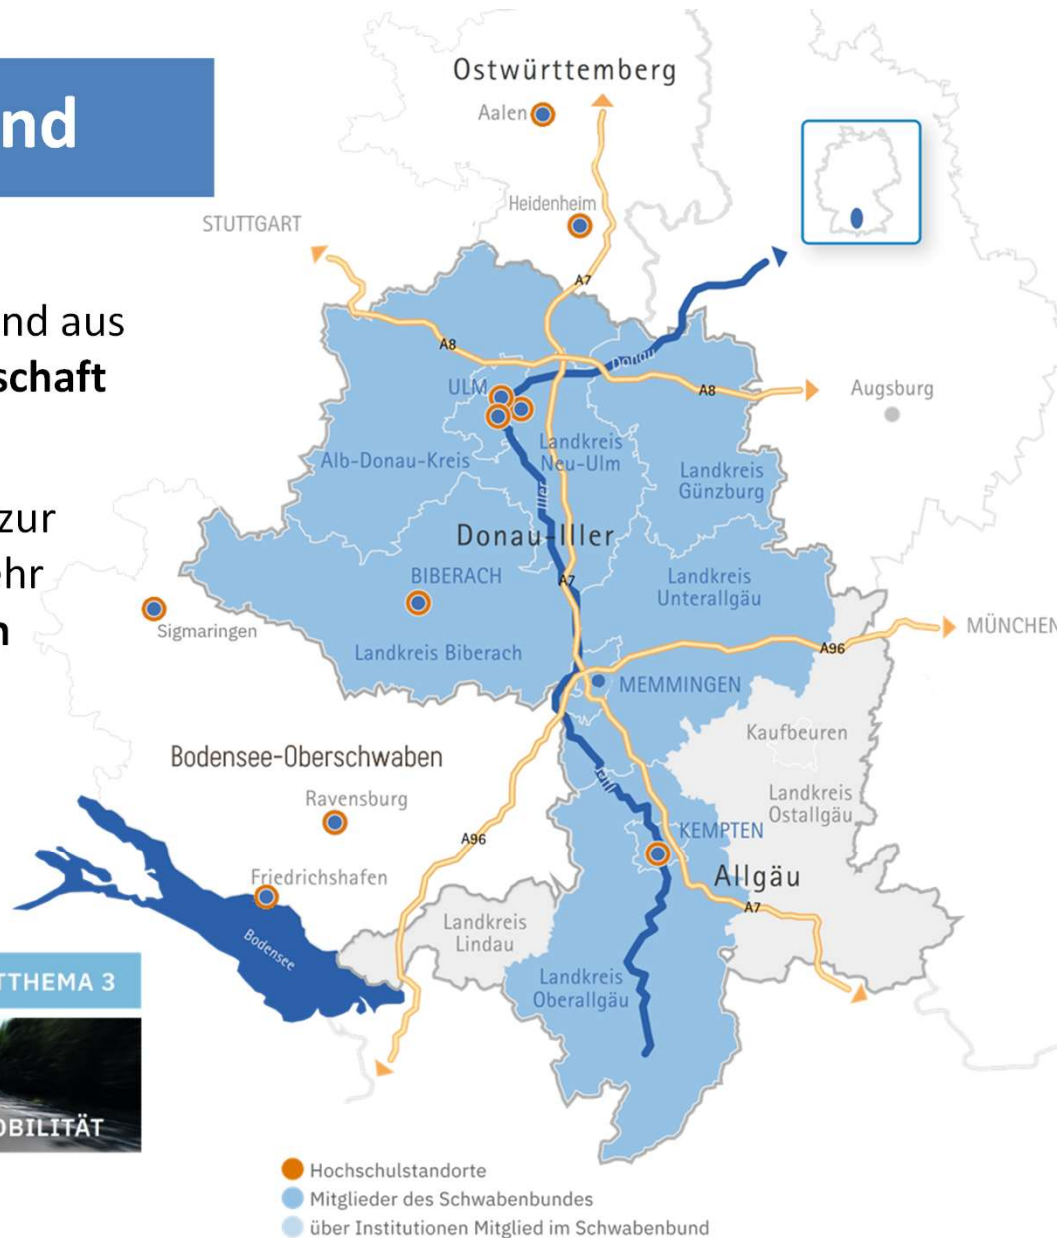 nd
nd aus
schaft
zur
ehr
n
TTHEMA 3
OBILITÄT
Ostwürttemberg
Aalen
Heidenheim
STUTTGART
A7
A8
Donau
ULM
A8
Augsburg
Alb-Donau-Kreis
Landkreis
Neu-Ulm
Landkreis
Günzburg
Iller
Donau-Iller
BIBERACH
A7
Landkreis
Unterallgäu
Sigmaringen
Landkreis Biberach
A96
MÜNCHEN
MEMMINGEN
Kaufbeuren
Bodensee-Oberschwaben
Iller
Landkreis
Ostallgäu
Ravensburg
A96
KEMPTEN
Friedrichshafen
Allgäu
A7
Landkreis
Lindau
Bodensee
Landkreis
Oberallgäu
Hochschulstandorte
Mitglieder des Schwabenbundes
über Institutionen Mitglied im Schwabenbund